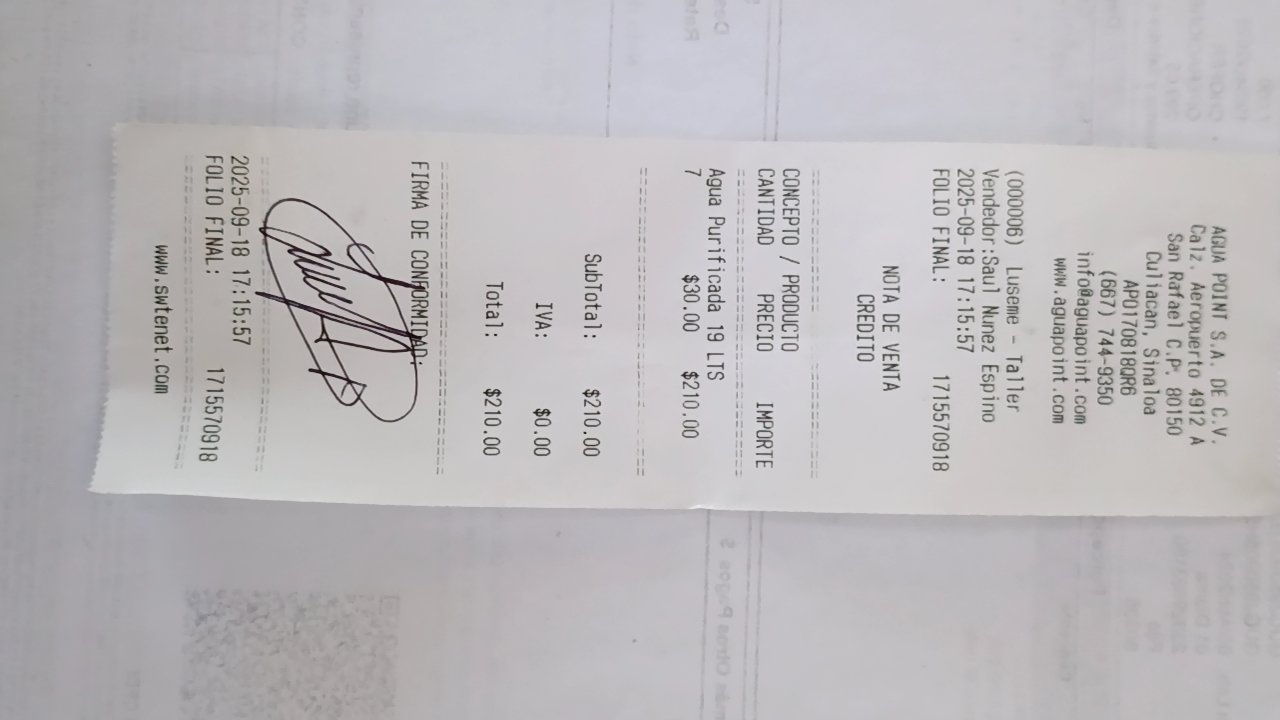 AGUA POINT S.A. DE C.V.
Calz. Aeropuerto 4912 A
San Rafael C.P. 80150
Culiacan, Sinaloa
APO170818QR6
(667) 744-9350
info@aguapoint.com
www.aguapoint.com
(000006) Luseme - Taller
Vendedor:Saul Nunez Espino
2025-09-18 17:15:57
FOLIO FINAL: 1715570918
NOTA DE VENTA
CREDITO
CONCEPTO / PRODUCTO
CANTIDAD PRECIO IMPORTE
Agua Purificada 19 LTS
7 $30.00 $210.00
SubTotal: $210.00
IVA: $0.00
Total: $210.00
FIRMA DE CONFORMIDAD:
2025-09-18 17:15:57
FOLIO FINAL: 1715570918
www.swtenet.com